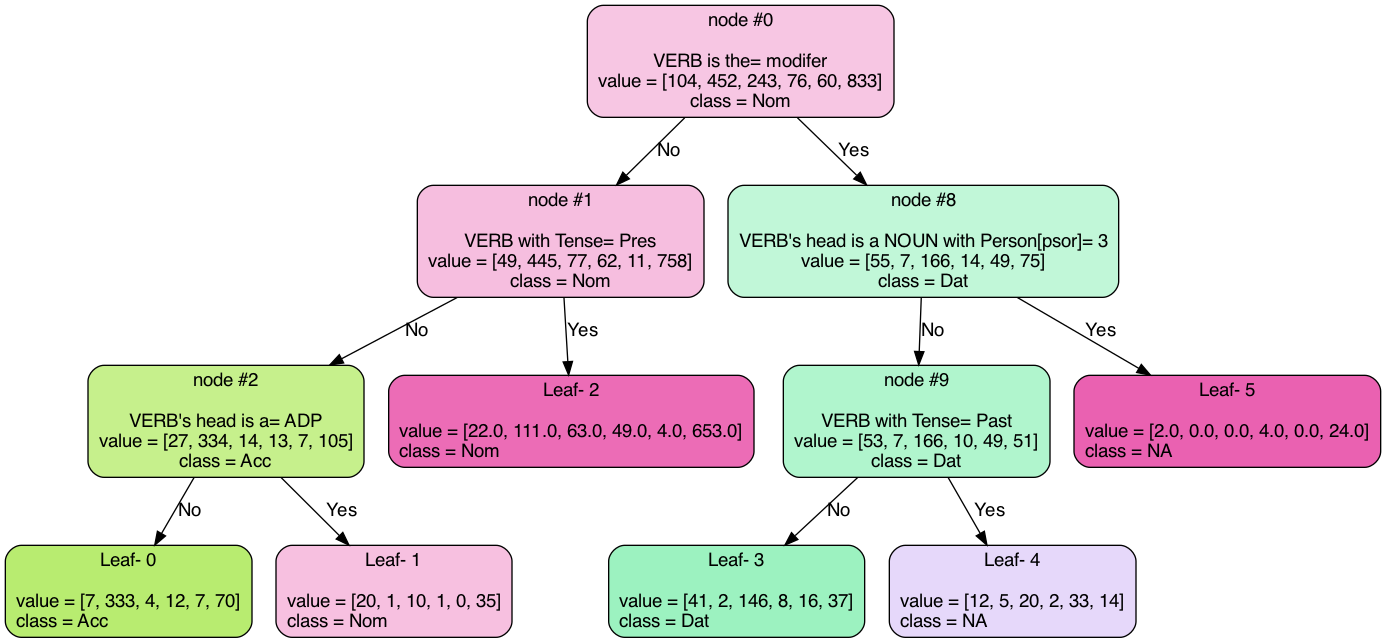 node #0
VERB is the= modifer
value = [104, 452, 243, 76, 60, 833]
class = Nom
No
Yes
node #1
VERB with Tense= Pres
value = [49, 445, 77, 62, 11, 758]
class = Nom
node #8
VERB's head is a NOUN with Person[psor]= 3
value = [55, 7, 166, 14, 49, 75]
class = Dat
No
Yes
No
Yes
node #2
VERB's head is a= ADP
value = [27, 334, 14, 13, 7, 105]
class = Acc
Leaf- 2
value = [22.0, 111.0, 63.0, 49.0, 4.0, 653.0]
class = Nom
node #9
VERB with Tense= Past
value = [53, 7, 166, 10, 49, 51]
class = Dat
Leaf- 5
value = [2.0, 0.0, 0.0, 4.0, 0.0, 24.0]
class = NA
No
Yes
No
Yes
Leaf- 0
value = [7, 333, 4, 12, 7, 70]
class = Acc
Leaf- 1
value = [20, 1, 10, 1, 0, 35]
class = Nom
Leaf- 3
value = [41, 2, 146, 8, 16, 37]
class = Dat
Leaf- 4
value = [12, 5, 20, 2, 33, 14]
class = NA